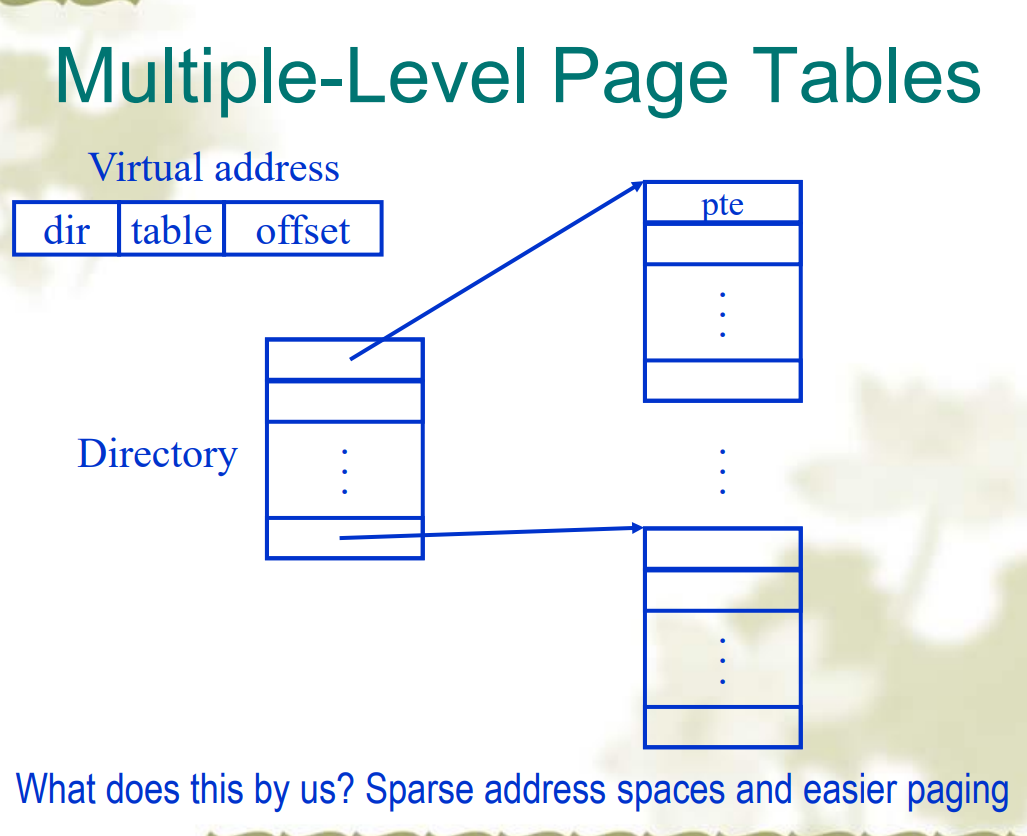 Multiple-Level Page Tables
Virtual address
dir table offset
pte
Directory
What does this by us? Sparse address spaces and easier paging